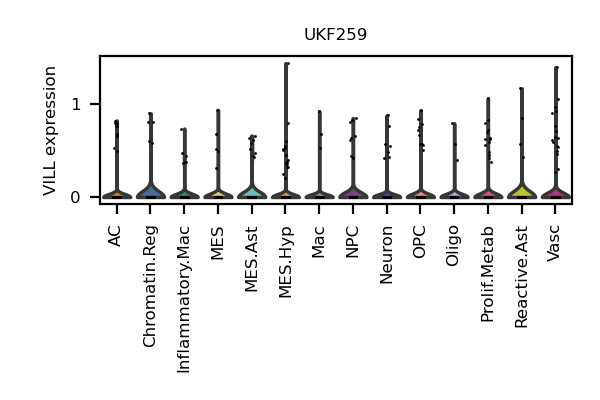 UKF259
VILL expression
1
0
AC
Chromatin.Reg
Inflammatory.Mac
MES
MES.Ast
MES.Hyp
Mac
NPC
Neuron
OPC
Oligo
Prolif.Metab
Reactive.Ast
Vasc